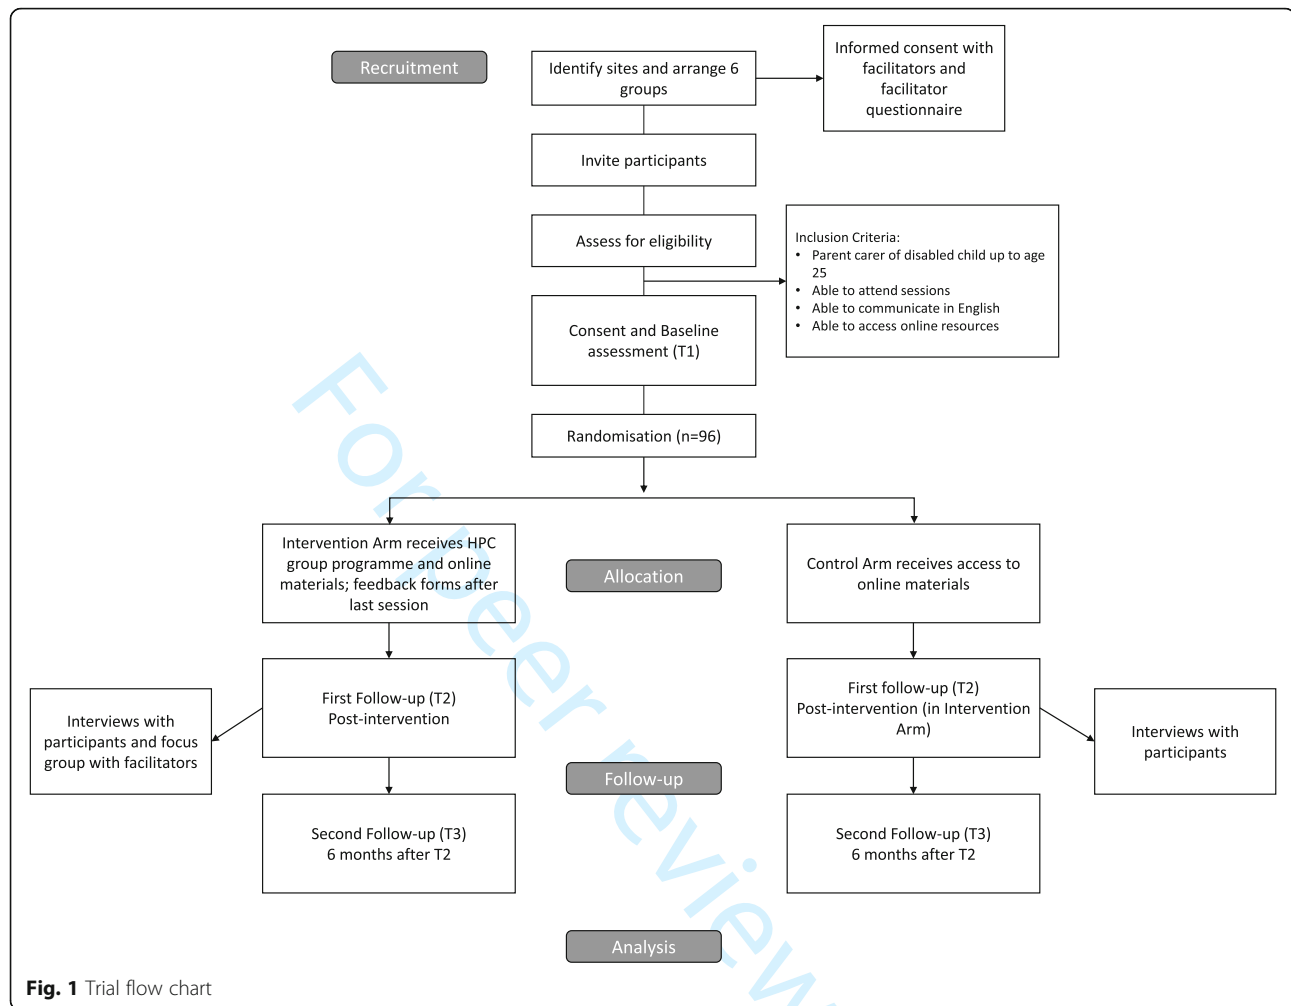 Recruitment
Identify sites and arrange 6
groups
Informed consent with
facilitators and
facilitator
questionnaire
Invite participants
Assess for eligibility
Inclusion Criteria:
• Parent carer of disabled child up to age
25
• Able to attend sessions
• Able to communicate in English
• Able to access online resources
Consent and Baseline
assessment (T1)
Randomisation (n=96)
Intervention Arm receives HPC
group programme and online
materials; feedback forms after
last session
Allocation
Control Arm receives access to
online materials
First Follow-up (T2)
Post-intervention
First follow-up (T2)
Post-intervention (in Intervention
Arm)
Interviews with
participants and focus
group with facilitators
Interviews with
participants
Follow-up
Second Follow-up (T3)
6 months after T2
Second Follow-up (T3)
6 months after T2
Analysis
For peer review
Fig. 1 Trial flow chart